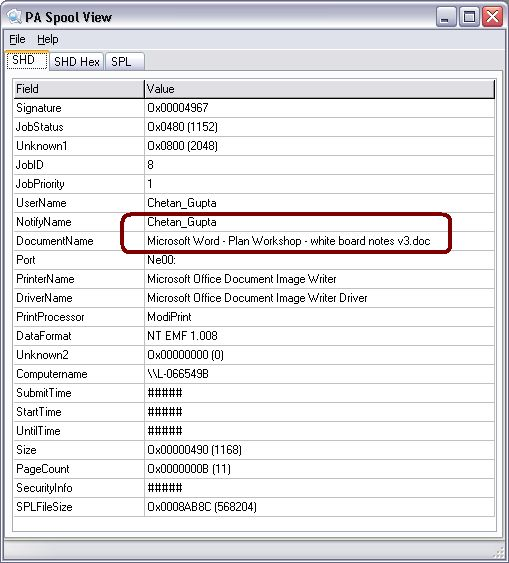 PA Spool View
File Help
SHD SHD Hex SPL
Field Value
Signature 0x00004967
JobStatus 0x0480 (1152)
Unknown1 0x0800 (2048)
JobID 8
JobPriority 1
UserName Chetan_Gupta
NotifyName Chetan_Gupta
DocumentName Microsoft Word - Plan Workshop - white board notes v3.doc
Port Ne00:
PrinterName Microsoft Office Document Image Writer
DriverName Microsoft Office Document Image Writer Driver
PrintProcessor ModiPrint
DataFormat NT EMF 1.008
Unknown2 0x00000000 (0)
Computername \\L-066549B
SubmitTime #####
StartTime #####
UntilTime #####
Size 0x00000490 (1168)
PageCount 0x0000000B (11)
SecurityInfo #####
SPLFileSize 0x0008AB8C (568204)